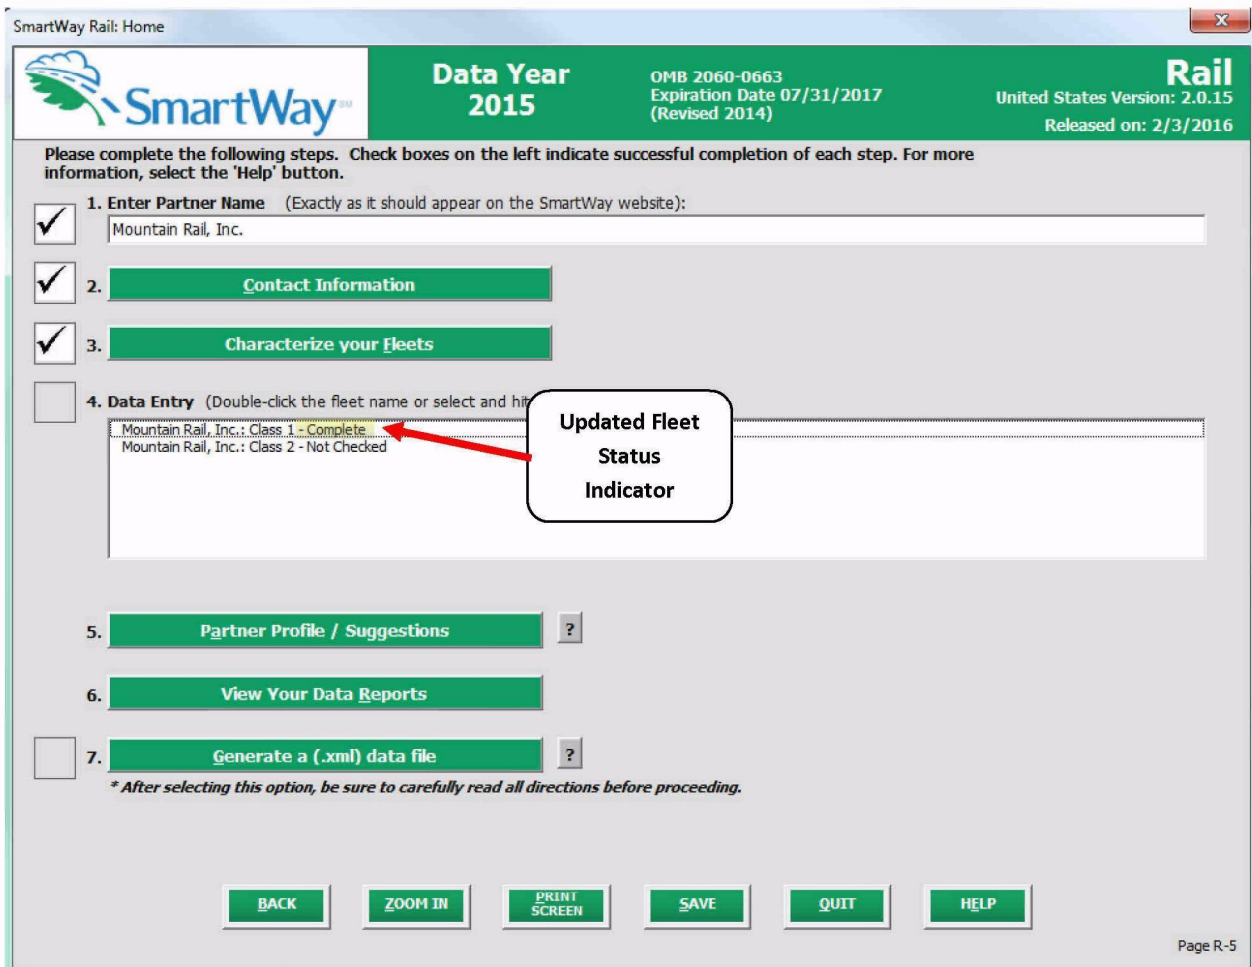 SmartWay Rail: Home
x
SmartWay SM
Data Year
2015
OMB 2060-0663
Expiration Date 07/31/2017
(Revised 2014)
Rail
United States Version: 2.0.15
Released on: 2/3/2016
Please complete the following steps. Check boxes on the left indicate successful completion of each step. For more
information, select the 'Help' button.
1. Enter Partner Name (Exactly as it should appear on the SmartWay website):
Mountain Rail, Inc.
2. Contact Information
3. Characterize your Fleets
4. Data Entry (Double-click the fleet name or select and hit
Mountain Rail, Inc.: Class 1 - Complete
Mountain Rail, Inc.: Class 2 - Not Checked
Updated Fleet
Status
Indicator
5. Partner Profile / Suggestions ?
6. View Your Data Reports
7. Generate a (.xml) data file ?
* After selecting this option, be sure to carefully read all directions before proceeding.
BACK
ZOOM IN
PRINT
SCREEN
SAVE
QUIT
HELP
Page R-5